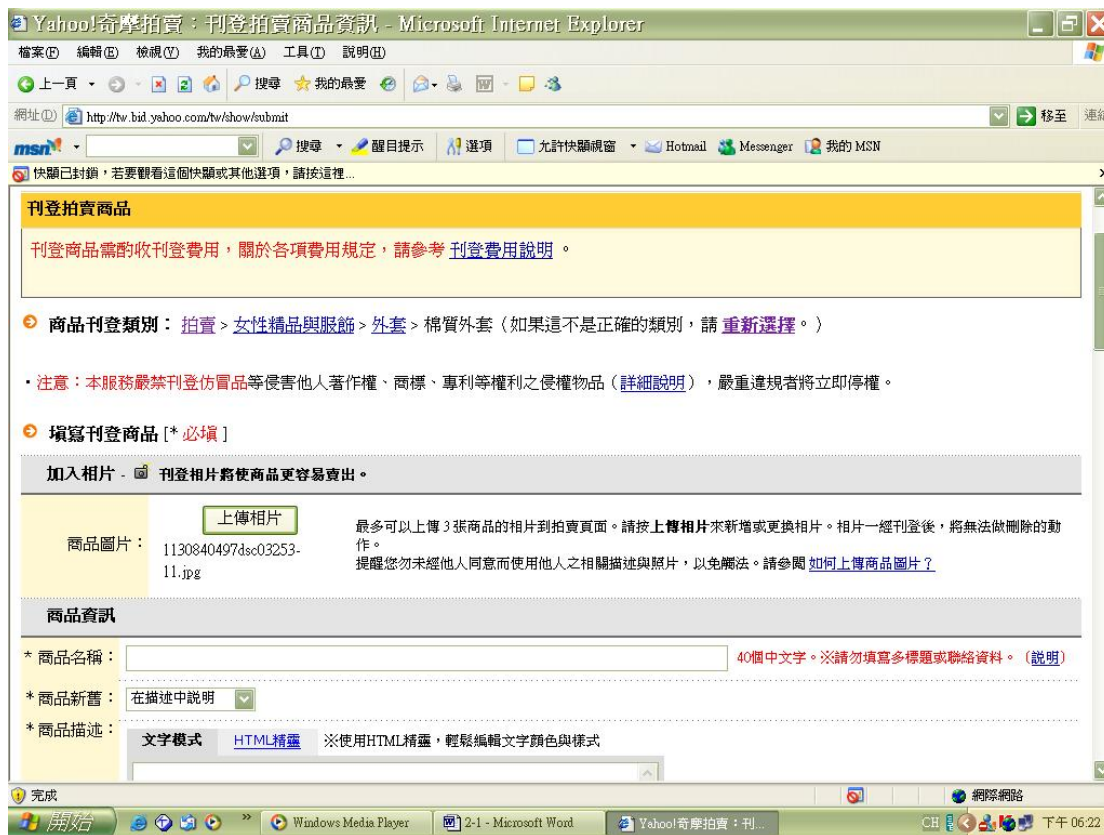 Yahoo!奇摩拍賣：刊登拍賣商品資訊 - Microsoft Internet Explorer
檔案(F) 編輯(E) 檢視(V) 我的最愛(A) 工具(T) 說明(H)
上一頁 搜尋 我的最愛
網址(D) http://tw.bid.yahoo.com/tw/show/submit 移至
msn 搜尋 醒目提示 選項 允許快顯視窗 Hotmail Messenger 我的 MSN
快顯已封鎖，若要觀看這個快顯或其他選項，請按這裡...
刊登拍賣商品
刊登商品需酌收刊登費用，關於各項費用規定，請參考 刊登費用說明 。
商品刊登類別： 拍賣 > 女性精品與服飾 > 外套 > 棉質外套 (如果這不是正確的類別，請 重新選擇。)
・注意：本服務嚴禁刊登仿冒品等侵害他人著作權、商標、專利等權利之侵權物品（詳細說明），嚴重違規者將立即停權。
填寫刊登商品 [* 必填 ]
加入相片 - 刊登相片將使商品更容易賣出。
商品圖片：
上傳相片
1130840497dsc03253-
11.jpg
最多可以上傳 3 張商品的相片到拍賣頁面。請按上傳相片來新增或更換相片。相片一經刊登後，將無法做刪除的動
作。
提醒您勿未經他人同意而使用他人之相關描述與照片，以免觸法。請參閱 如何上傳商品圖片？
商品資訊
* 商品名稱： 40個中文字。※請勿填寫多標題或聯絡資料。（説明）
* 商品新舊： 在描述中說明
* 商品描述： 文字模式 HTML精靈 ※使用HTML精靈，輕鬆編輯文字顏色與樣式
完成 網際網路
開始 » Windows Media Player 2-1 - Microsoft Word Yahoo!奇摩拍賣：刊... CH 下午 06:22